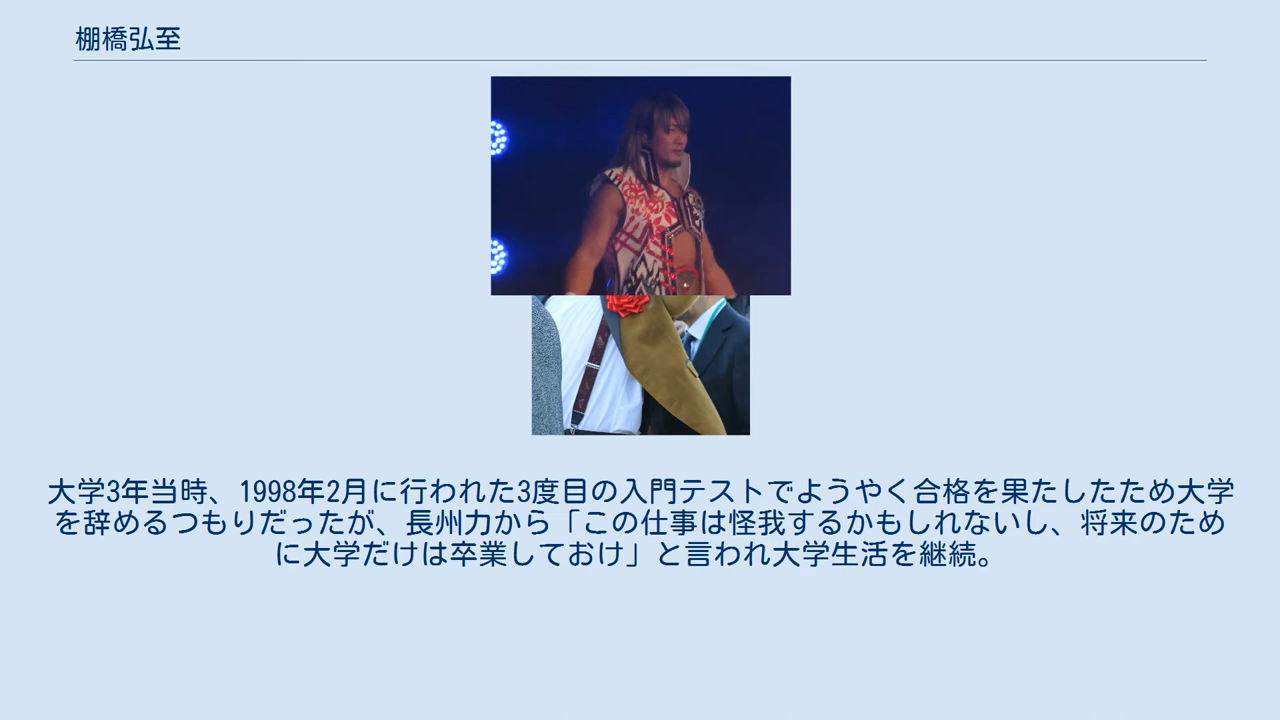 棚橋弘至
大学3年当時、1998年2月に行われた3度目の入門テストでようやく合格を果たしたため大学
を辞めるつもりだったが、長州力から「この仕事は怪我するかもしれないし、将来のため
に大学だけは卒業しておけ」と言われ大学生活を継続。